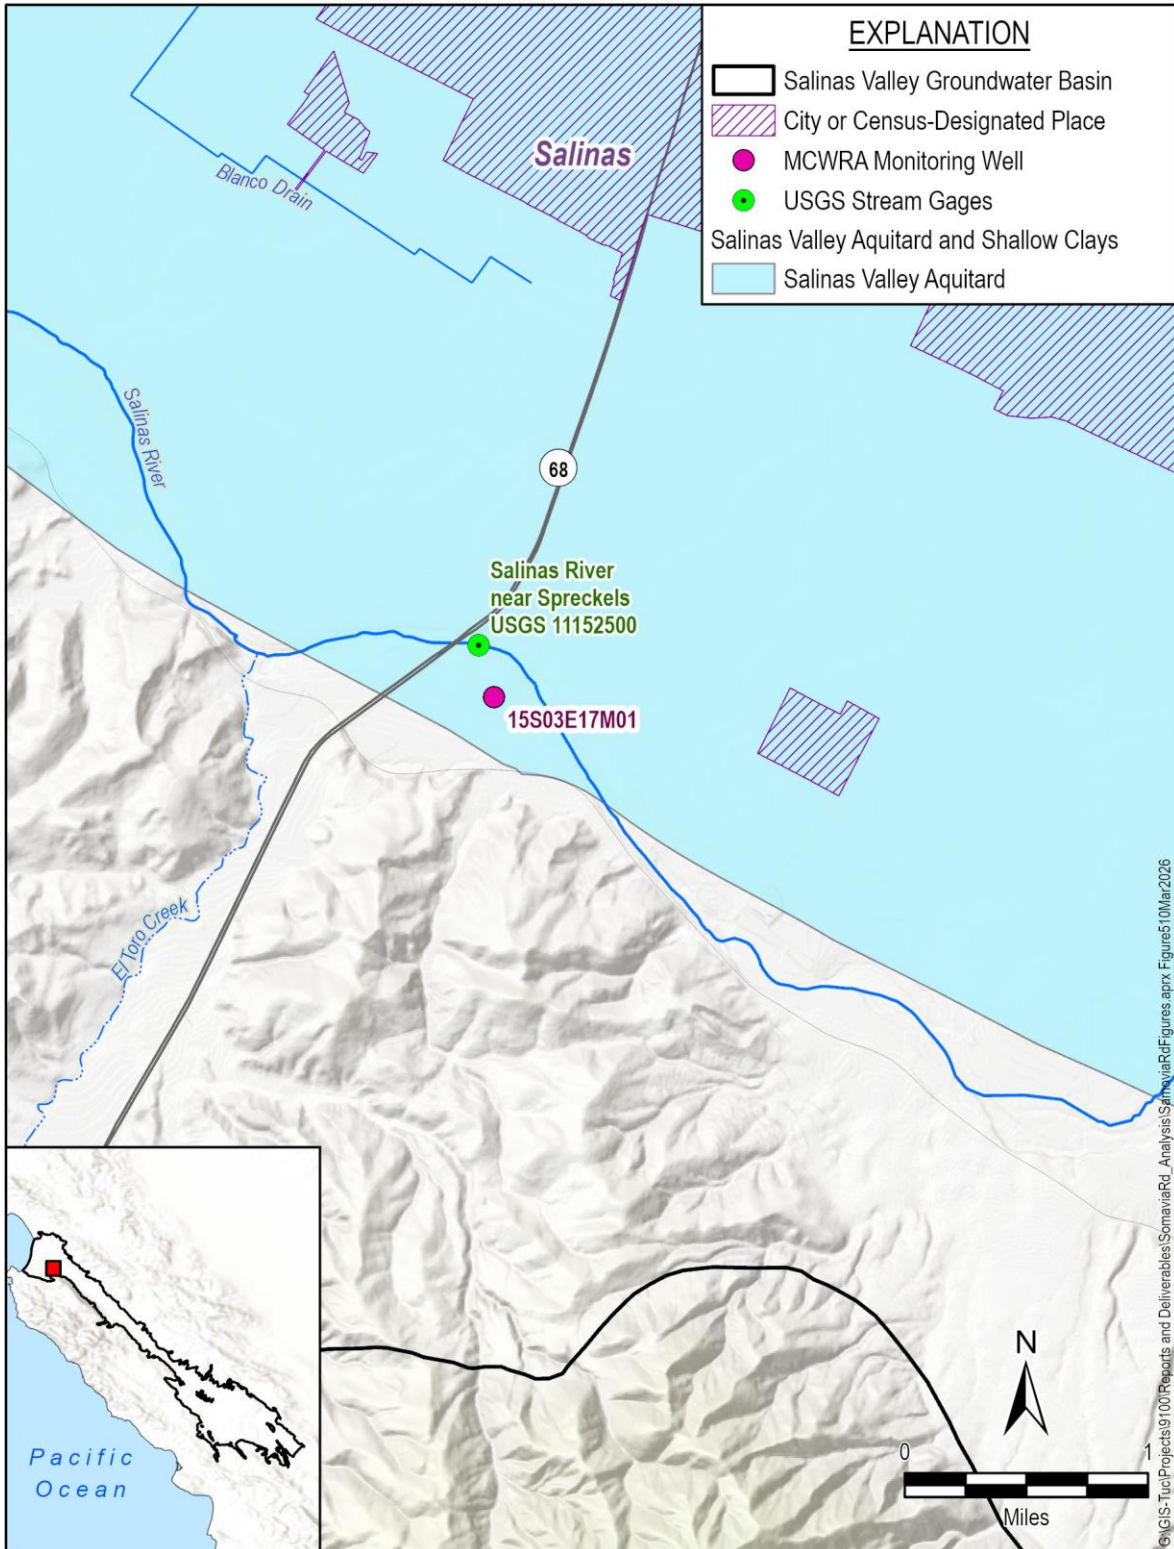 EXPLANATION
Salinas Valley Groundwater Basin
City or Census-Designated Place
MCWRA Monitoring Well
USGS Stream Gages
Salinas Valley Aquitard and Shallow Clays
Salinas Valley Aquitard
Salinas
Blanco Drain
Salinas River
68
Salinas River
near Spreckels
USGS 11152500
15S03E17M01
El Toro Creek
Pacific
Ocean
N
0 1
Miles
G:\GIS-Tuc\Projects\9100\Reports and Deliverables\SomaviaRd_Analysis\SamoviaRdFigures.aprx Figure510Mar2026